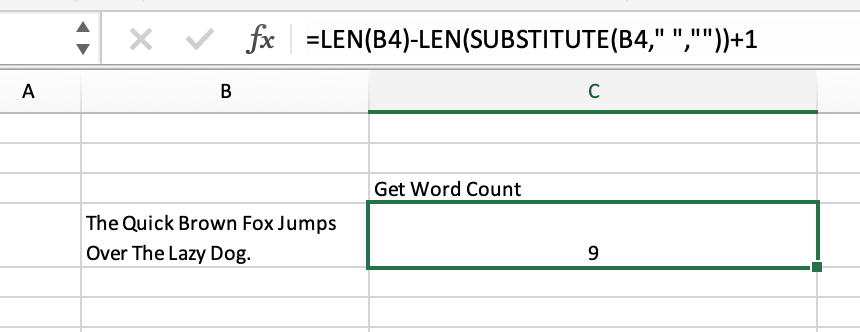 fx =LEN(B4)-LEN(SUBSTITUTE(B4," ",""))+1
A B C
Get Word Count
The Quick Brown Fox Jumps
Over The Lazy Dog.
9